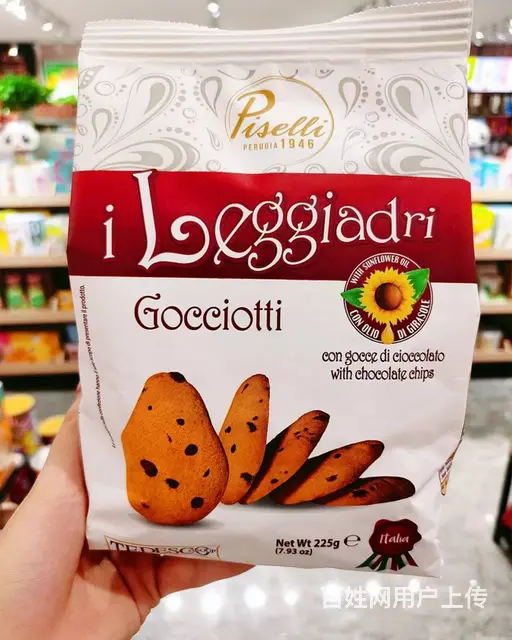 Piselli
PERUGIA 1946
i Leggiadri
WITH SUNFLOWER OIL
CON OLIO DI GIRASOLE
Gocciotti
con gocce di cioccolato
with chocolate chips
TEDESCO
Net Wt 225g e
(7.93 oz)
Italia
百姓网用户上传